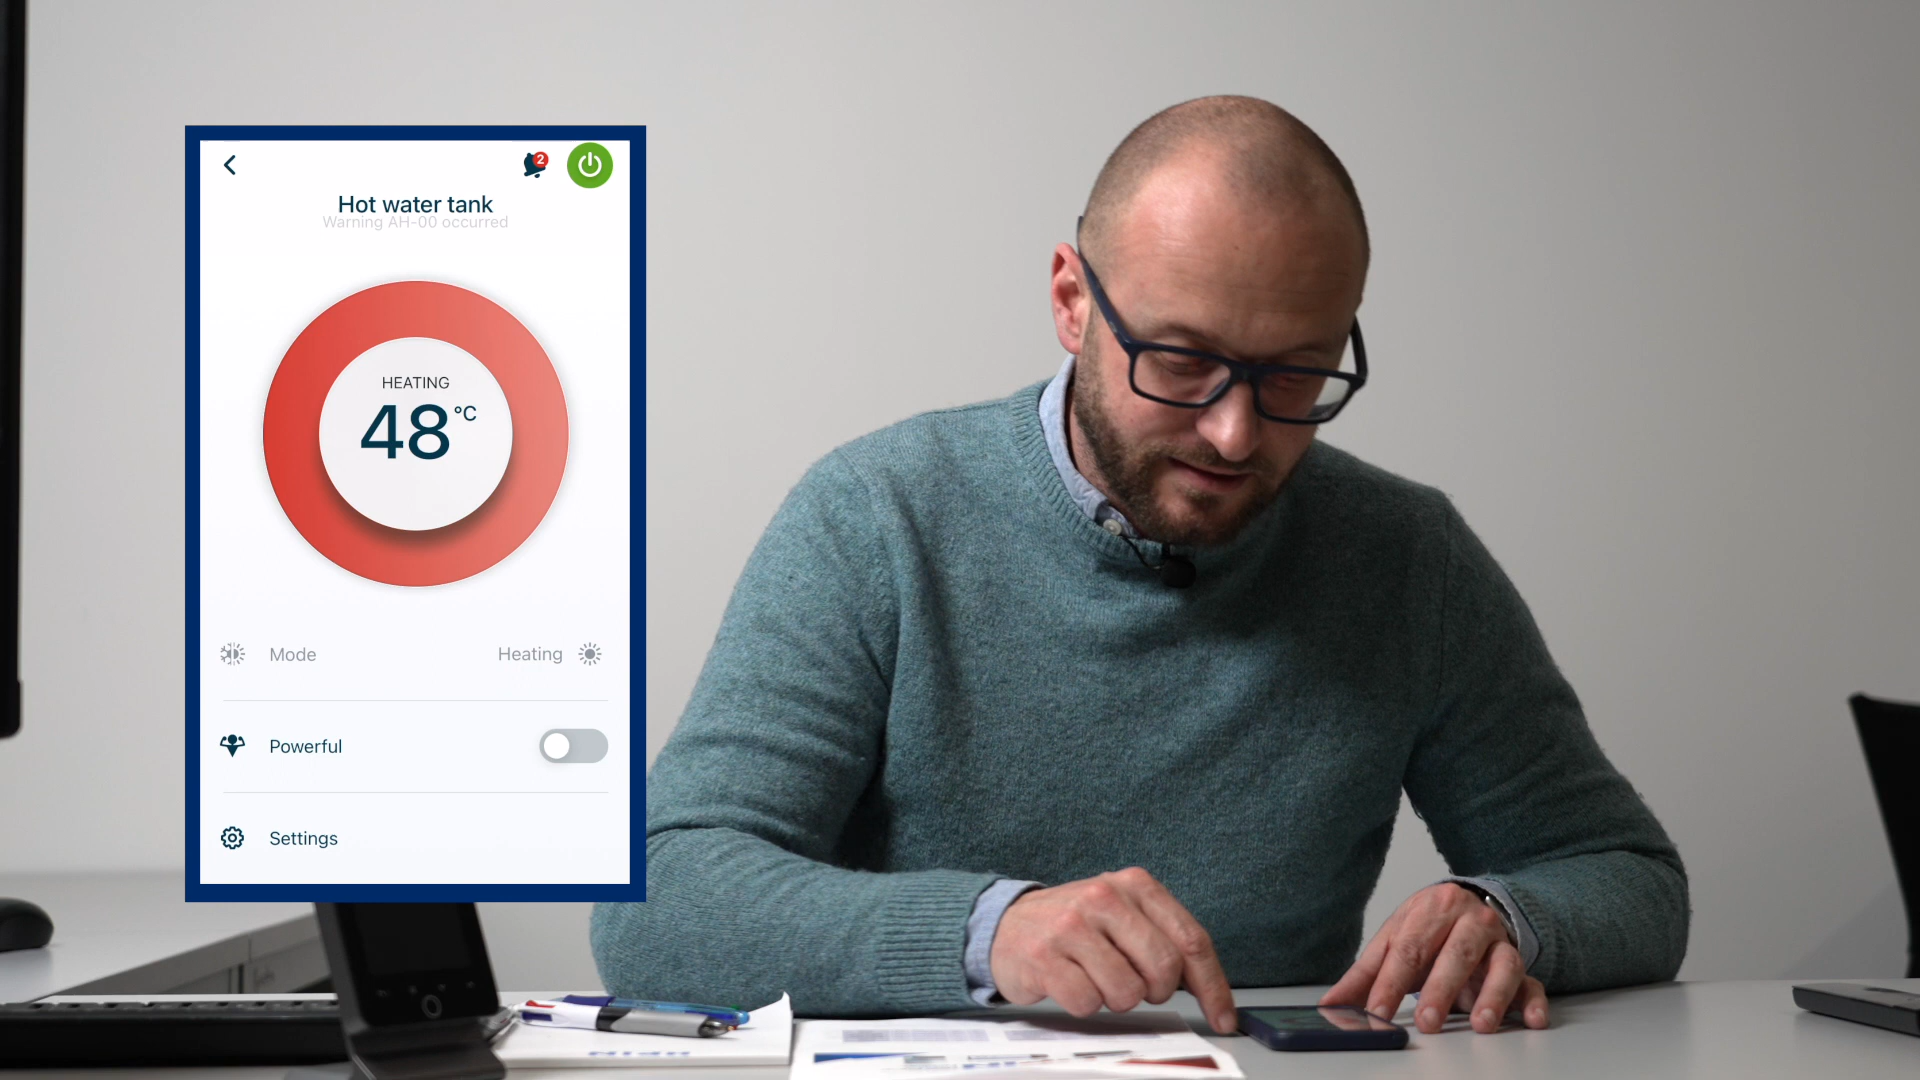 2
Hot water tank
Warning AH-00 occurred
HEATING
48 °C
Mode
Heating
Powerful
Settings